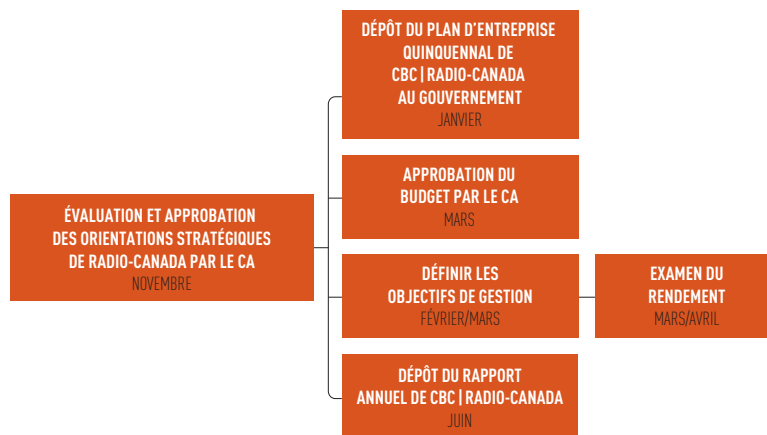 ÉVALUATION ET APPROBATION
DES ORIENTATIONS STRATÉGIQUES
DE RADIO-CANADA PAR LE CA
NOVEMBRE
DÉPÔT DU PLAN D'ENTREPRISE
QUINQUENNAL DE
CBC | RADIO-CANADA
AU GOUVERNEMENT
JANVIER
APPROBATION DU
BUDGET PAR LE CA
MARS
DÉFINIR LES
OBJECTIFS DE GESTION
FÉVRIER/MARS
EXAMEN DU
RENDEMENT
MARS/AVRIL
DÉPÔT DU RAPPORT
ANNUEL DE CBC | RADIO-CANADA
JUIN